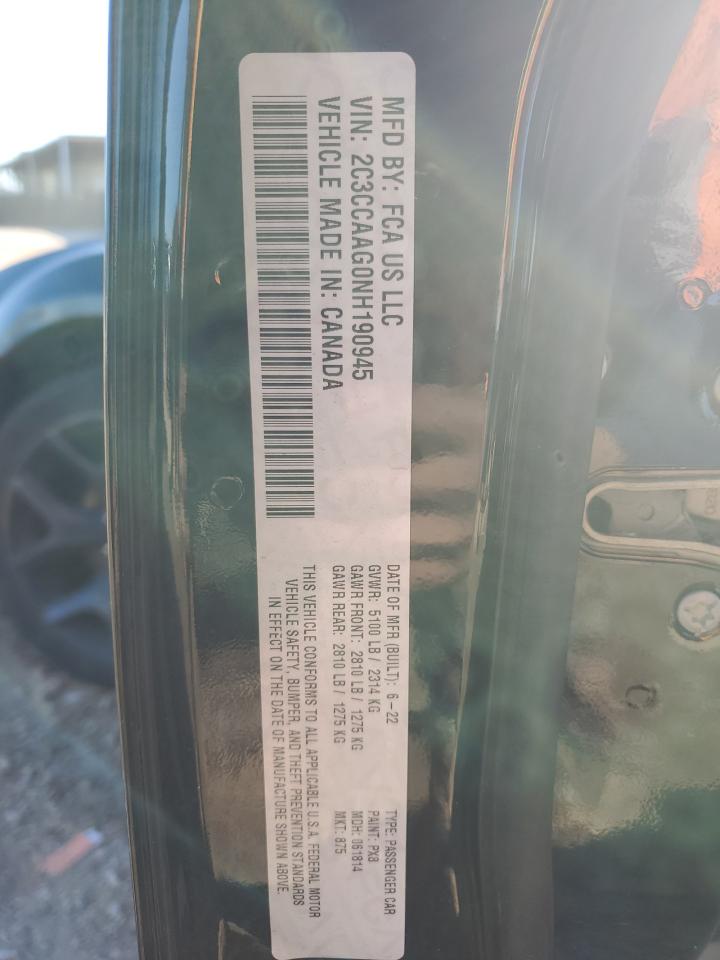 MFD BY: FCA US LLC
VIN: 2C3CCAAG0NH190945
VEHICLE MADE IN: CANADA
DATE OF MFR (BUILT): 6-22
GVWR: 5100 LB / 2314 KG
GAWR FRONT: 2810 LB / 1275 KG
GAWR REAR: 2810 LB / 1275 KG
TYPE: PASSENGER CAR
PAINT: PX8
MDH: 061814
MKT: 875
THIS VEHICLE CONFORMS TO ALL APPLICABLE U.S.A. FEDERAL MOTOR
VEHICLE SAFETY, BUMPER, AND THEFT PREVENTION STANDARDS
IN EFFECT ON THE DATE OF MANUFACTURE SHOWN ABOVE.